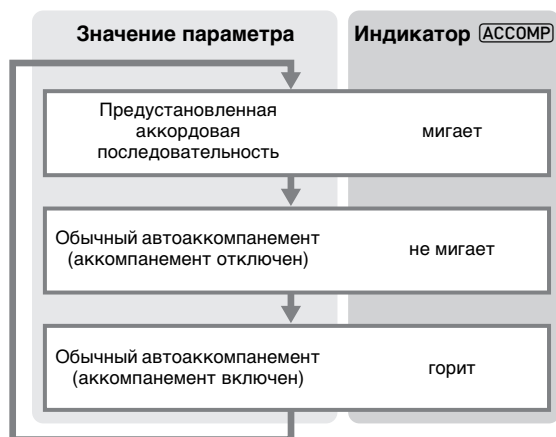 Значение параметра
Индикатор ACCOMP
Предустановленная
аккордовая
последовательность
мигает
Обычный автоаккомпанемент
(аккомпанемент отключен)
не мигает
Обычный автоаккомпанемент
(аккомпанемент включен)
горит